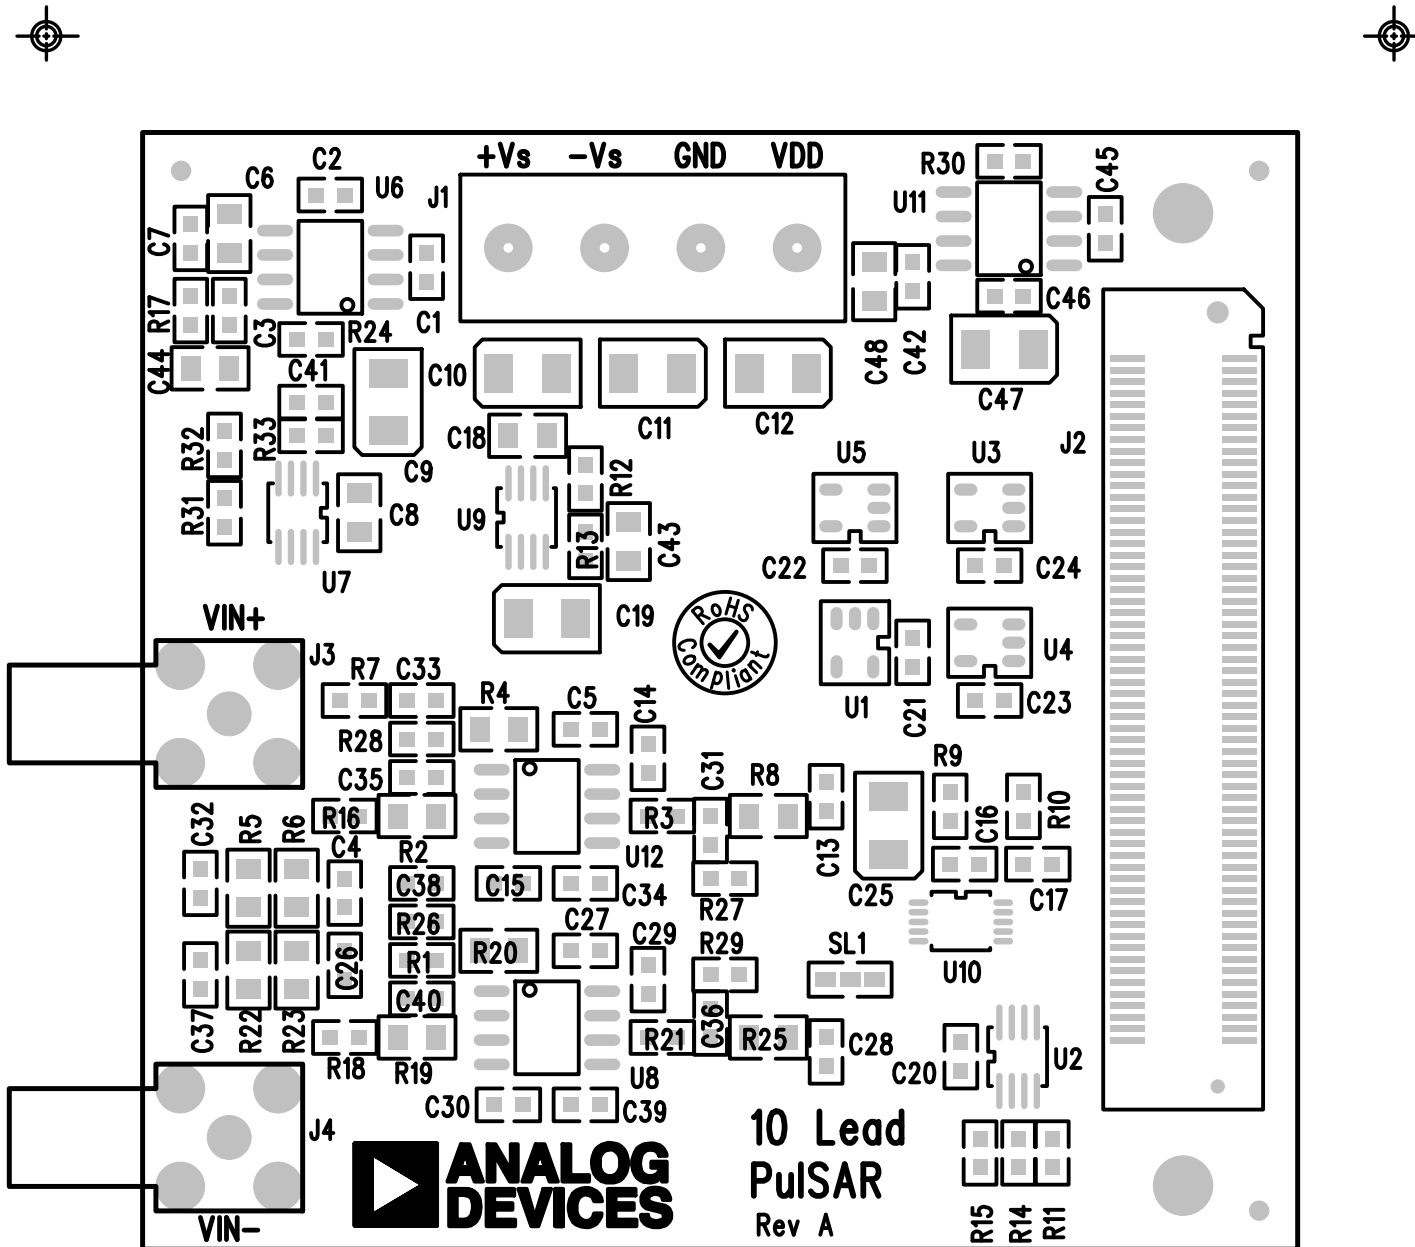 +Vs -Vs GND VDD
C2
U6
C6
J1
R30
C45
U11
C7
R17
C3
C1
R24
C46
C44
C41
C10
C48
C42
C47
C11
C12
C18
R33
R32
C9
U5
U3
J2
R12
R31
C8
U9
R13
C43
C22
C24
U7
VIN+
C19
RoHS
Compliant
J3
U4
R7
C33
R4
C5
C14
U1
C21
C23
R28
C35
C31
R8
R9
R16
R3
C32
R5
R6
C4
R2
U12
C13
C16
R10
C38
C15
C34
R27
C25
C17
R26
C27
C29
R29
SL1
U10
R1
R20
C26
C40
C37
R22
R23
R18
R19
R21
C36
R25
C28
C20
U2
U8
C30
C39
J4
10 Lead
ANALOG
DEVICES
PulSAR
VIN-
Rev A
R15
R14
R11